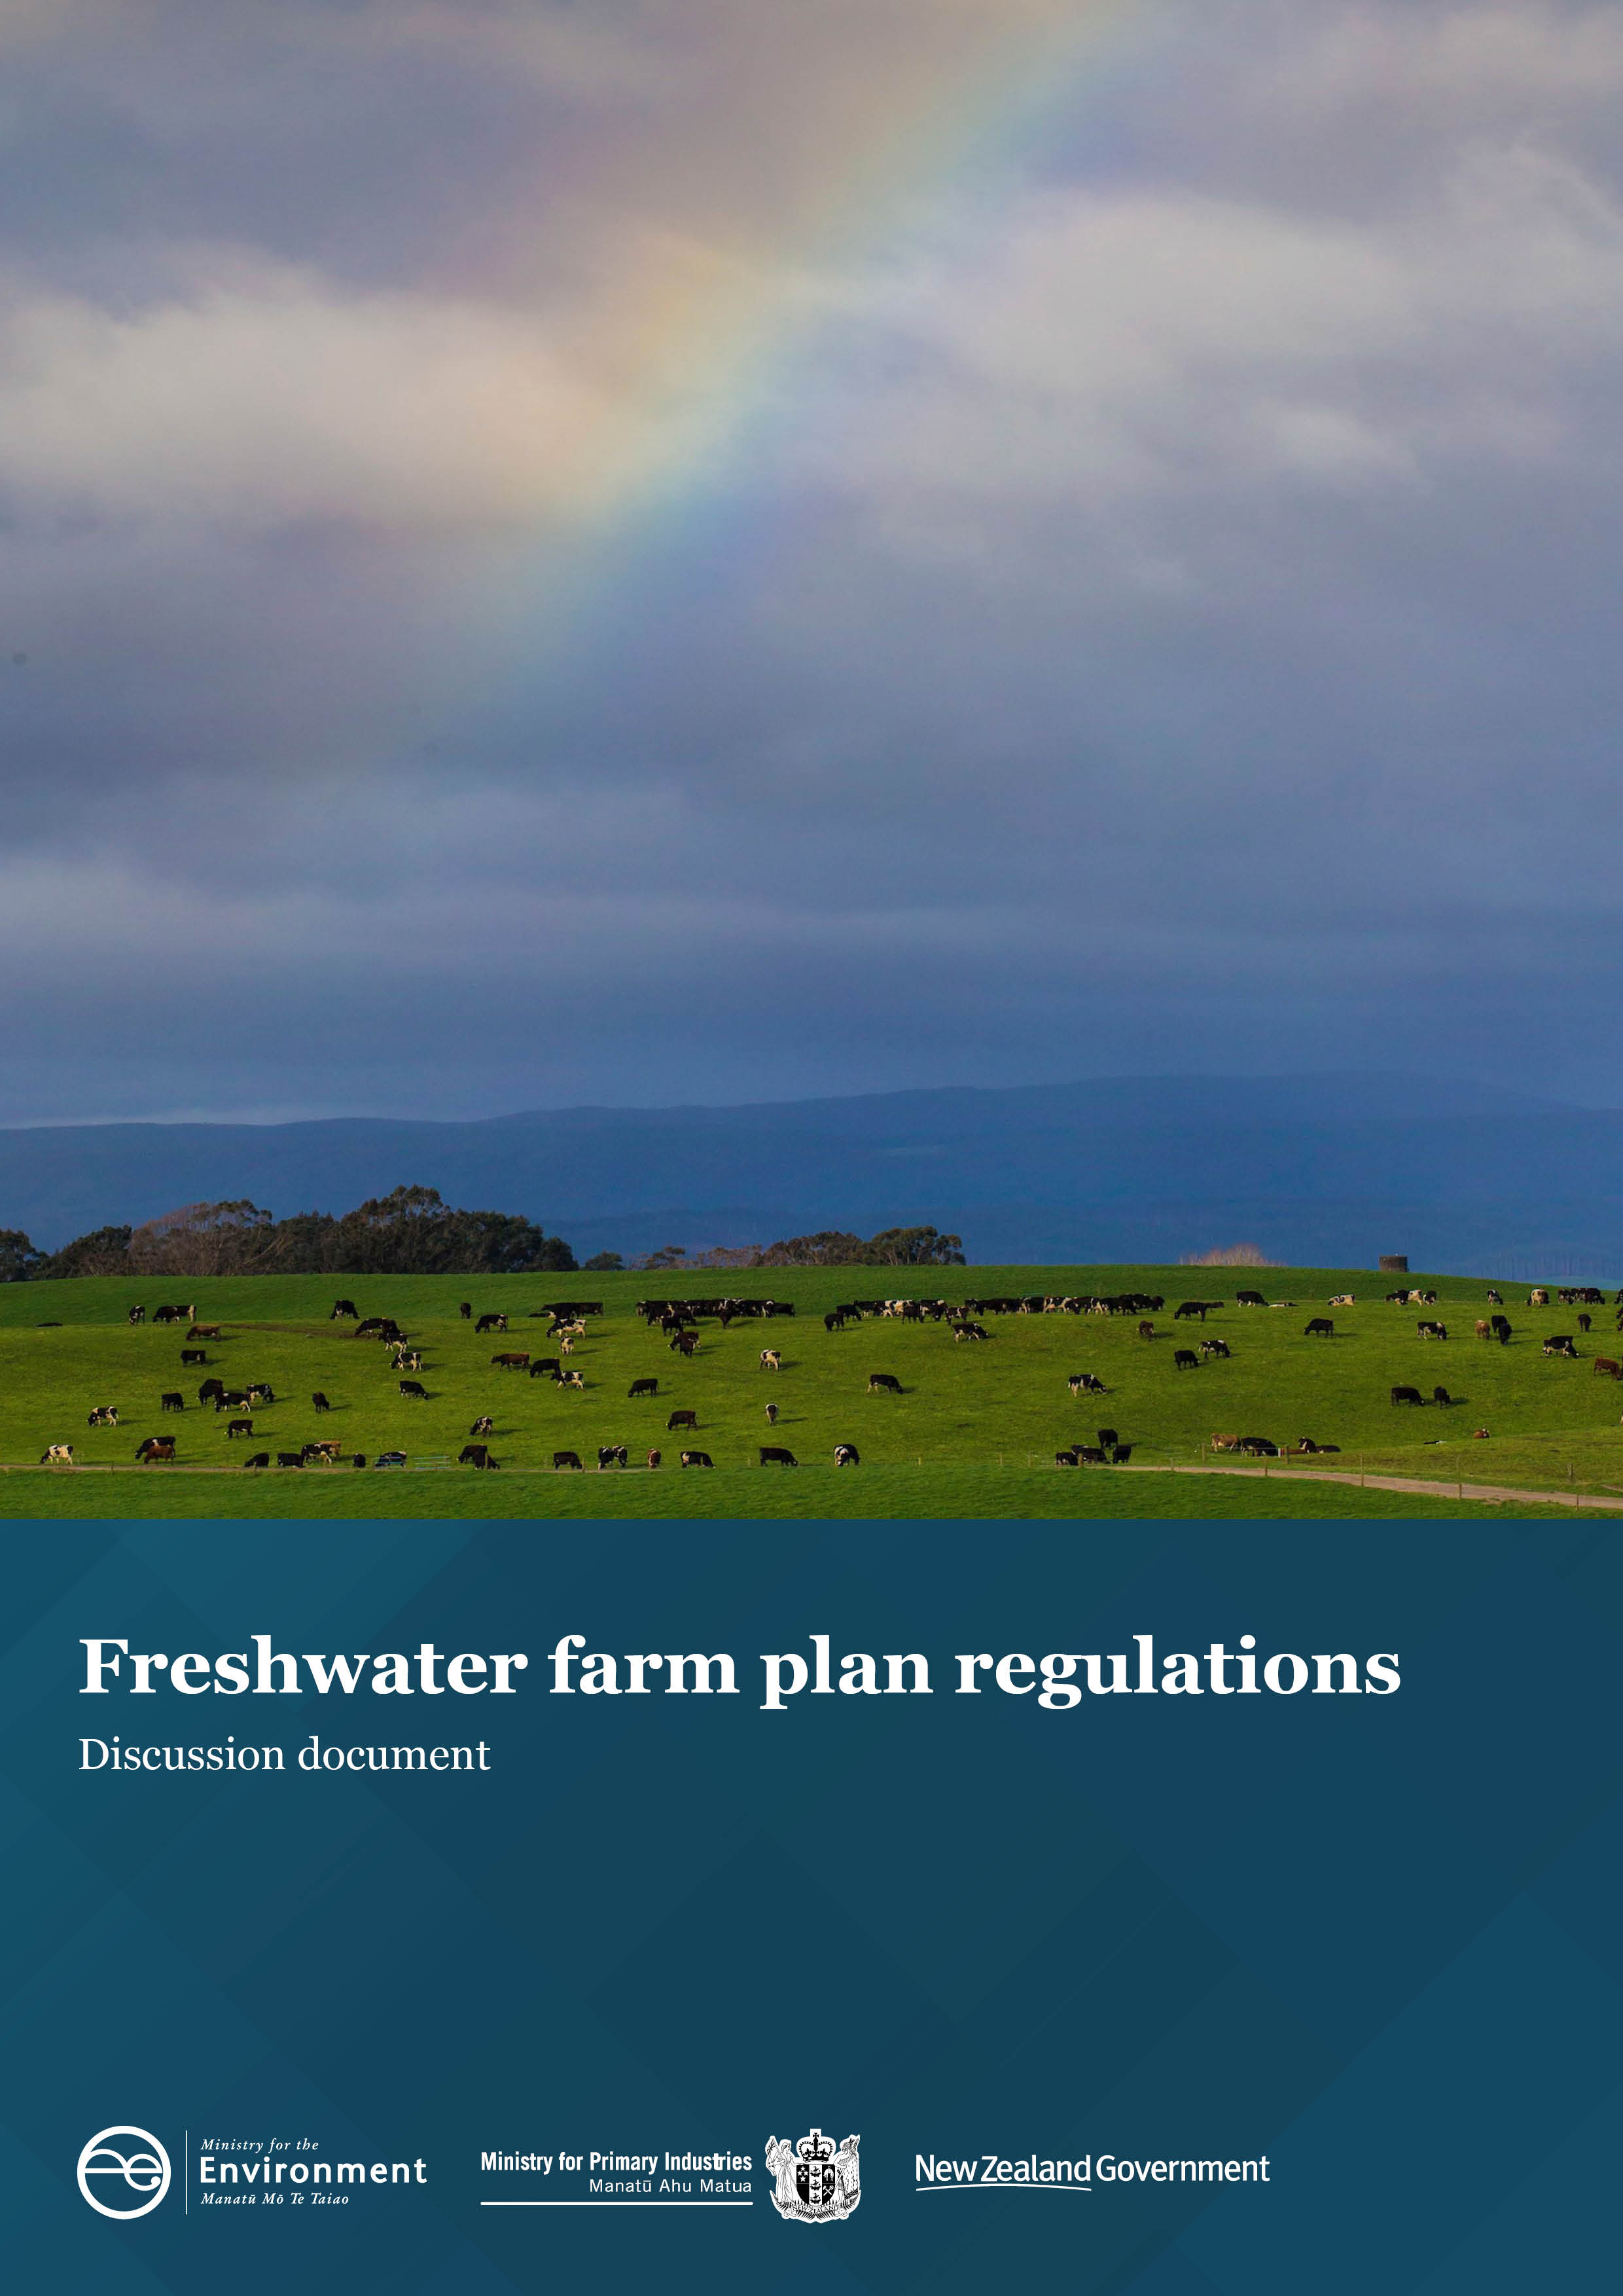 Freshwater farm plan regulations
Discussion document
Ministry for the
Environment
Manatū Mō Te Taiao
Ministry for Primary Industries
Manatū Ahu Matua
New Zealand Government